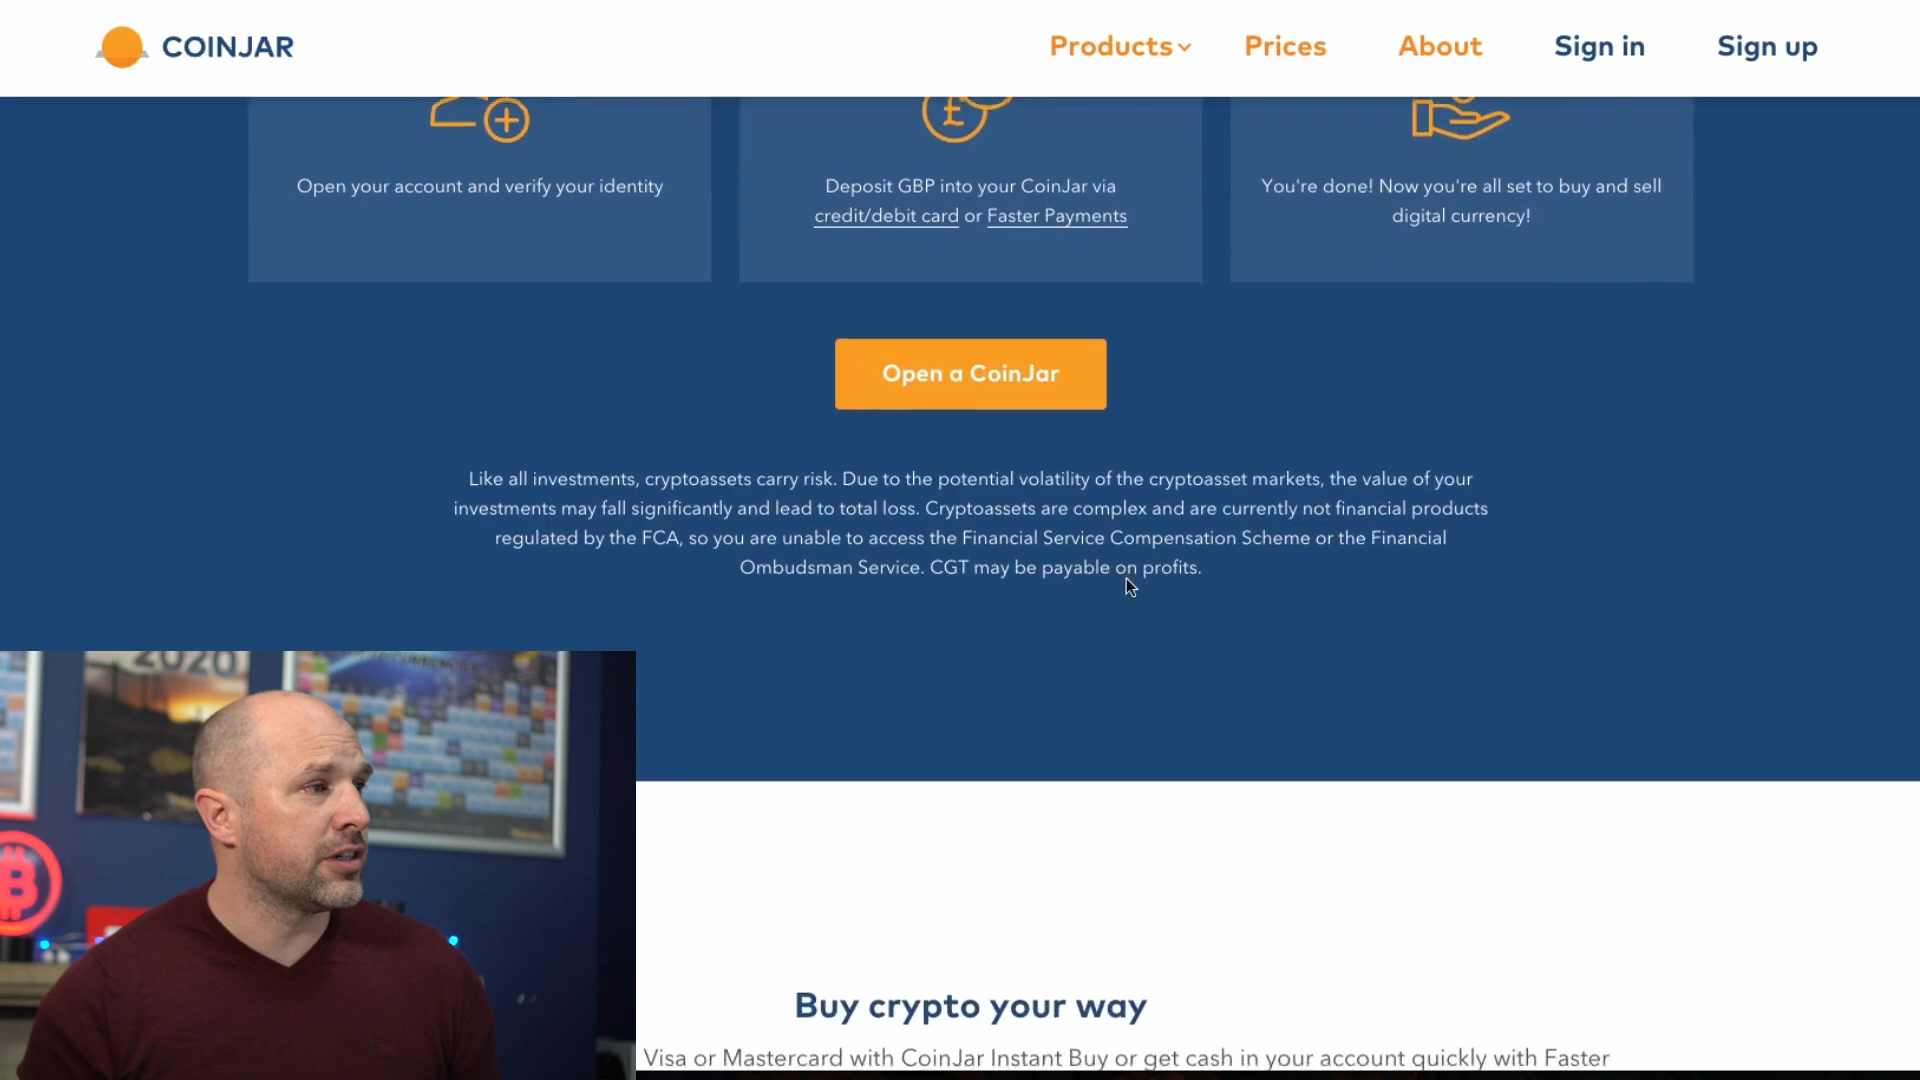 COINJAR
Products
Prices
About
Sign in
Sign up
Open your account and verify your identity
Deposit GBP into your CoinJar via
credit/debit card or Faster Payments
You're done! Now you're all set to buy and sell
digital currency!
Open a CoinJar
Like all investments, cryptoassets carry risk. Due to the potential volatility of the cryptoasset markets, the value of your
investments may fall significantly and lead to total loss. Cryptoassets are complex and are currently not financial products
regulated by the FCA, so you are unable to access the Financial Service Compensation Scheme or the Financial
Ombudsman Service. CGT may be payable on profits.
2020
Buy crypto your way
Visa or Mastercard with CoinJar Instant Buy or get cash in your account quickly with Faster